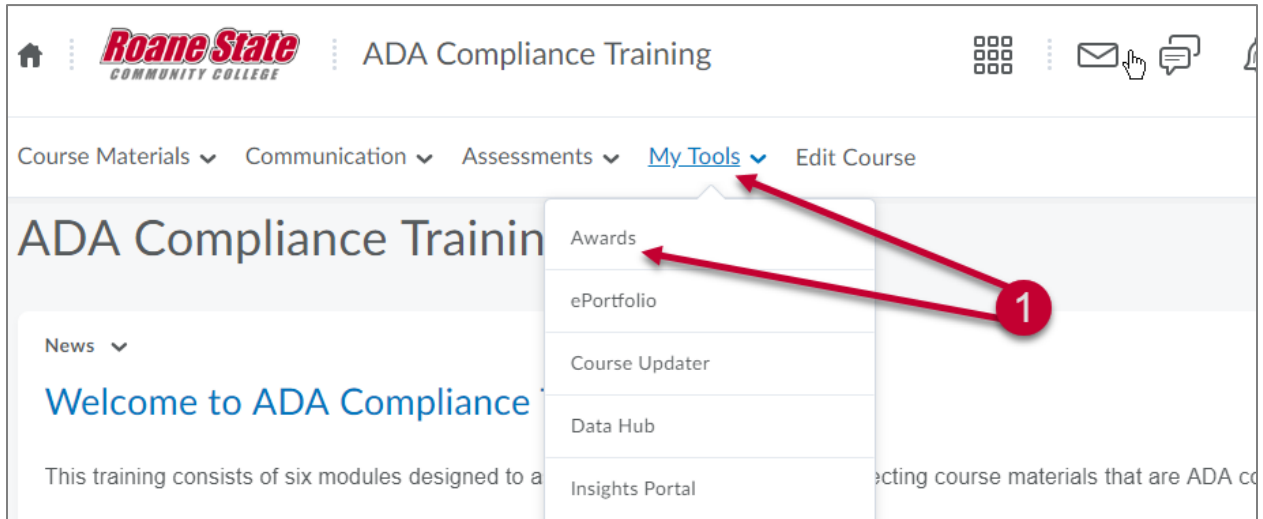 Roane State
COMMUNITY COLLEGE
ADA Compliance Training
Course Materials Communication Assessments My Tools Edit Course
ADA Compliance Trainin
Awards
1
ePortfolio
News
Course Updater
Welcome to ADA Compliance
Data Hub
This training consists of six modules designed to a ecting course materials that are ADA co
Insights Portal